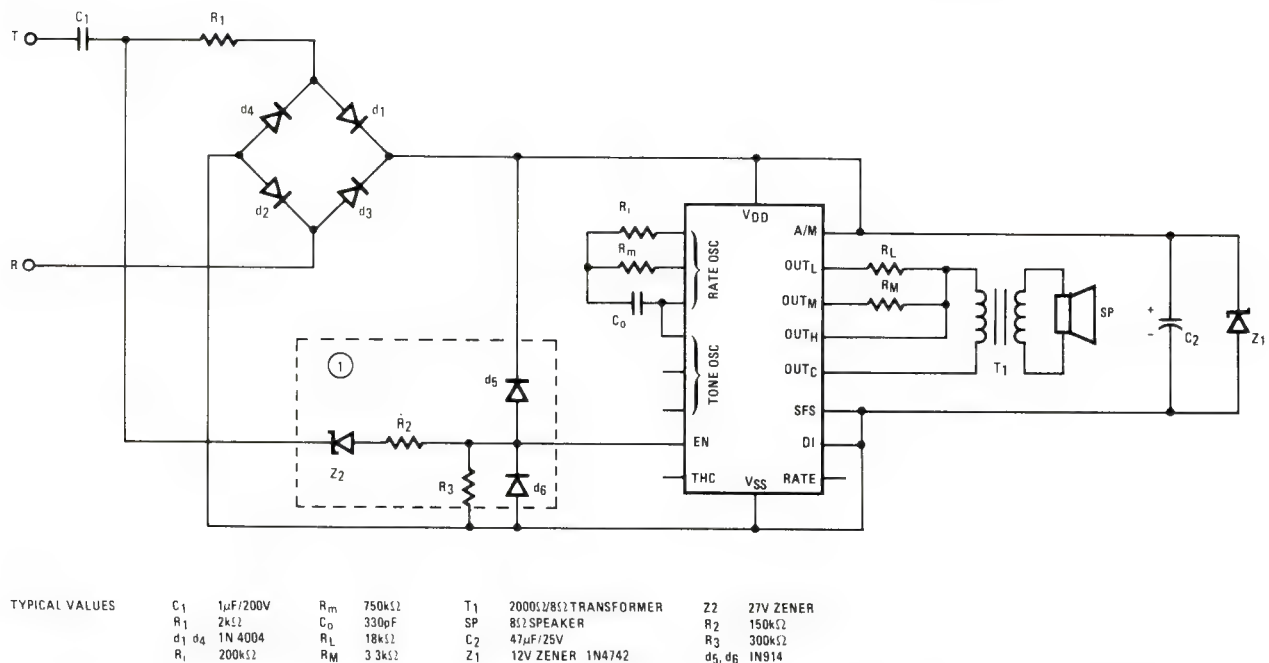 C1
R1
T
d4
d1
d2
d3
R
VDD
A/M
Ri
RATE OSC
RL
OUTL
Rm
RM
OUTM
C0
OUTH
SP
+
-
C2
Z1
T1
OUTC
TONE OSC
1
d5
SFS
R2
EN
DI
Z2
R3
d6
THC
VSS
RATE
TYPICAL VALUES C1 1μF/200V Rm 750kΩ T1 2000Ω/8Ω TRANSFORMER Z2 27V ZENER
R1 2kΩ C0 330pF SP 8Ω SPEAKER R2 150kΩ
d1 d4 1N 4004 RL 18kΩ C2 47μF/25V R3 300kΩ
Ri 200kΩ RM 3 3kΩ Z1 12V ZENER 1N4742 d5, d6 IN914